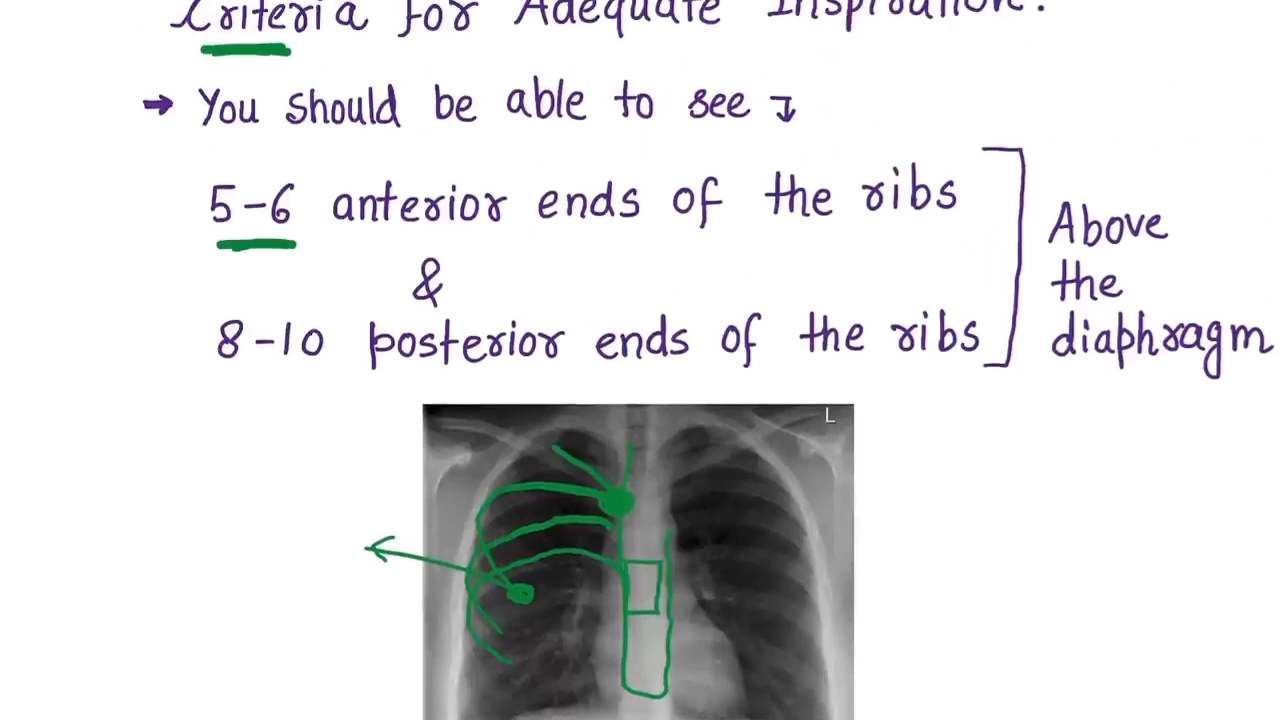 Criteria for Adequate Inspiration:
→ You should be able to see ↴
5-6 anterior ends of the ribs
&
8-10 posterior ends of the ribs
Above
the
diaphragm
L